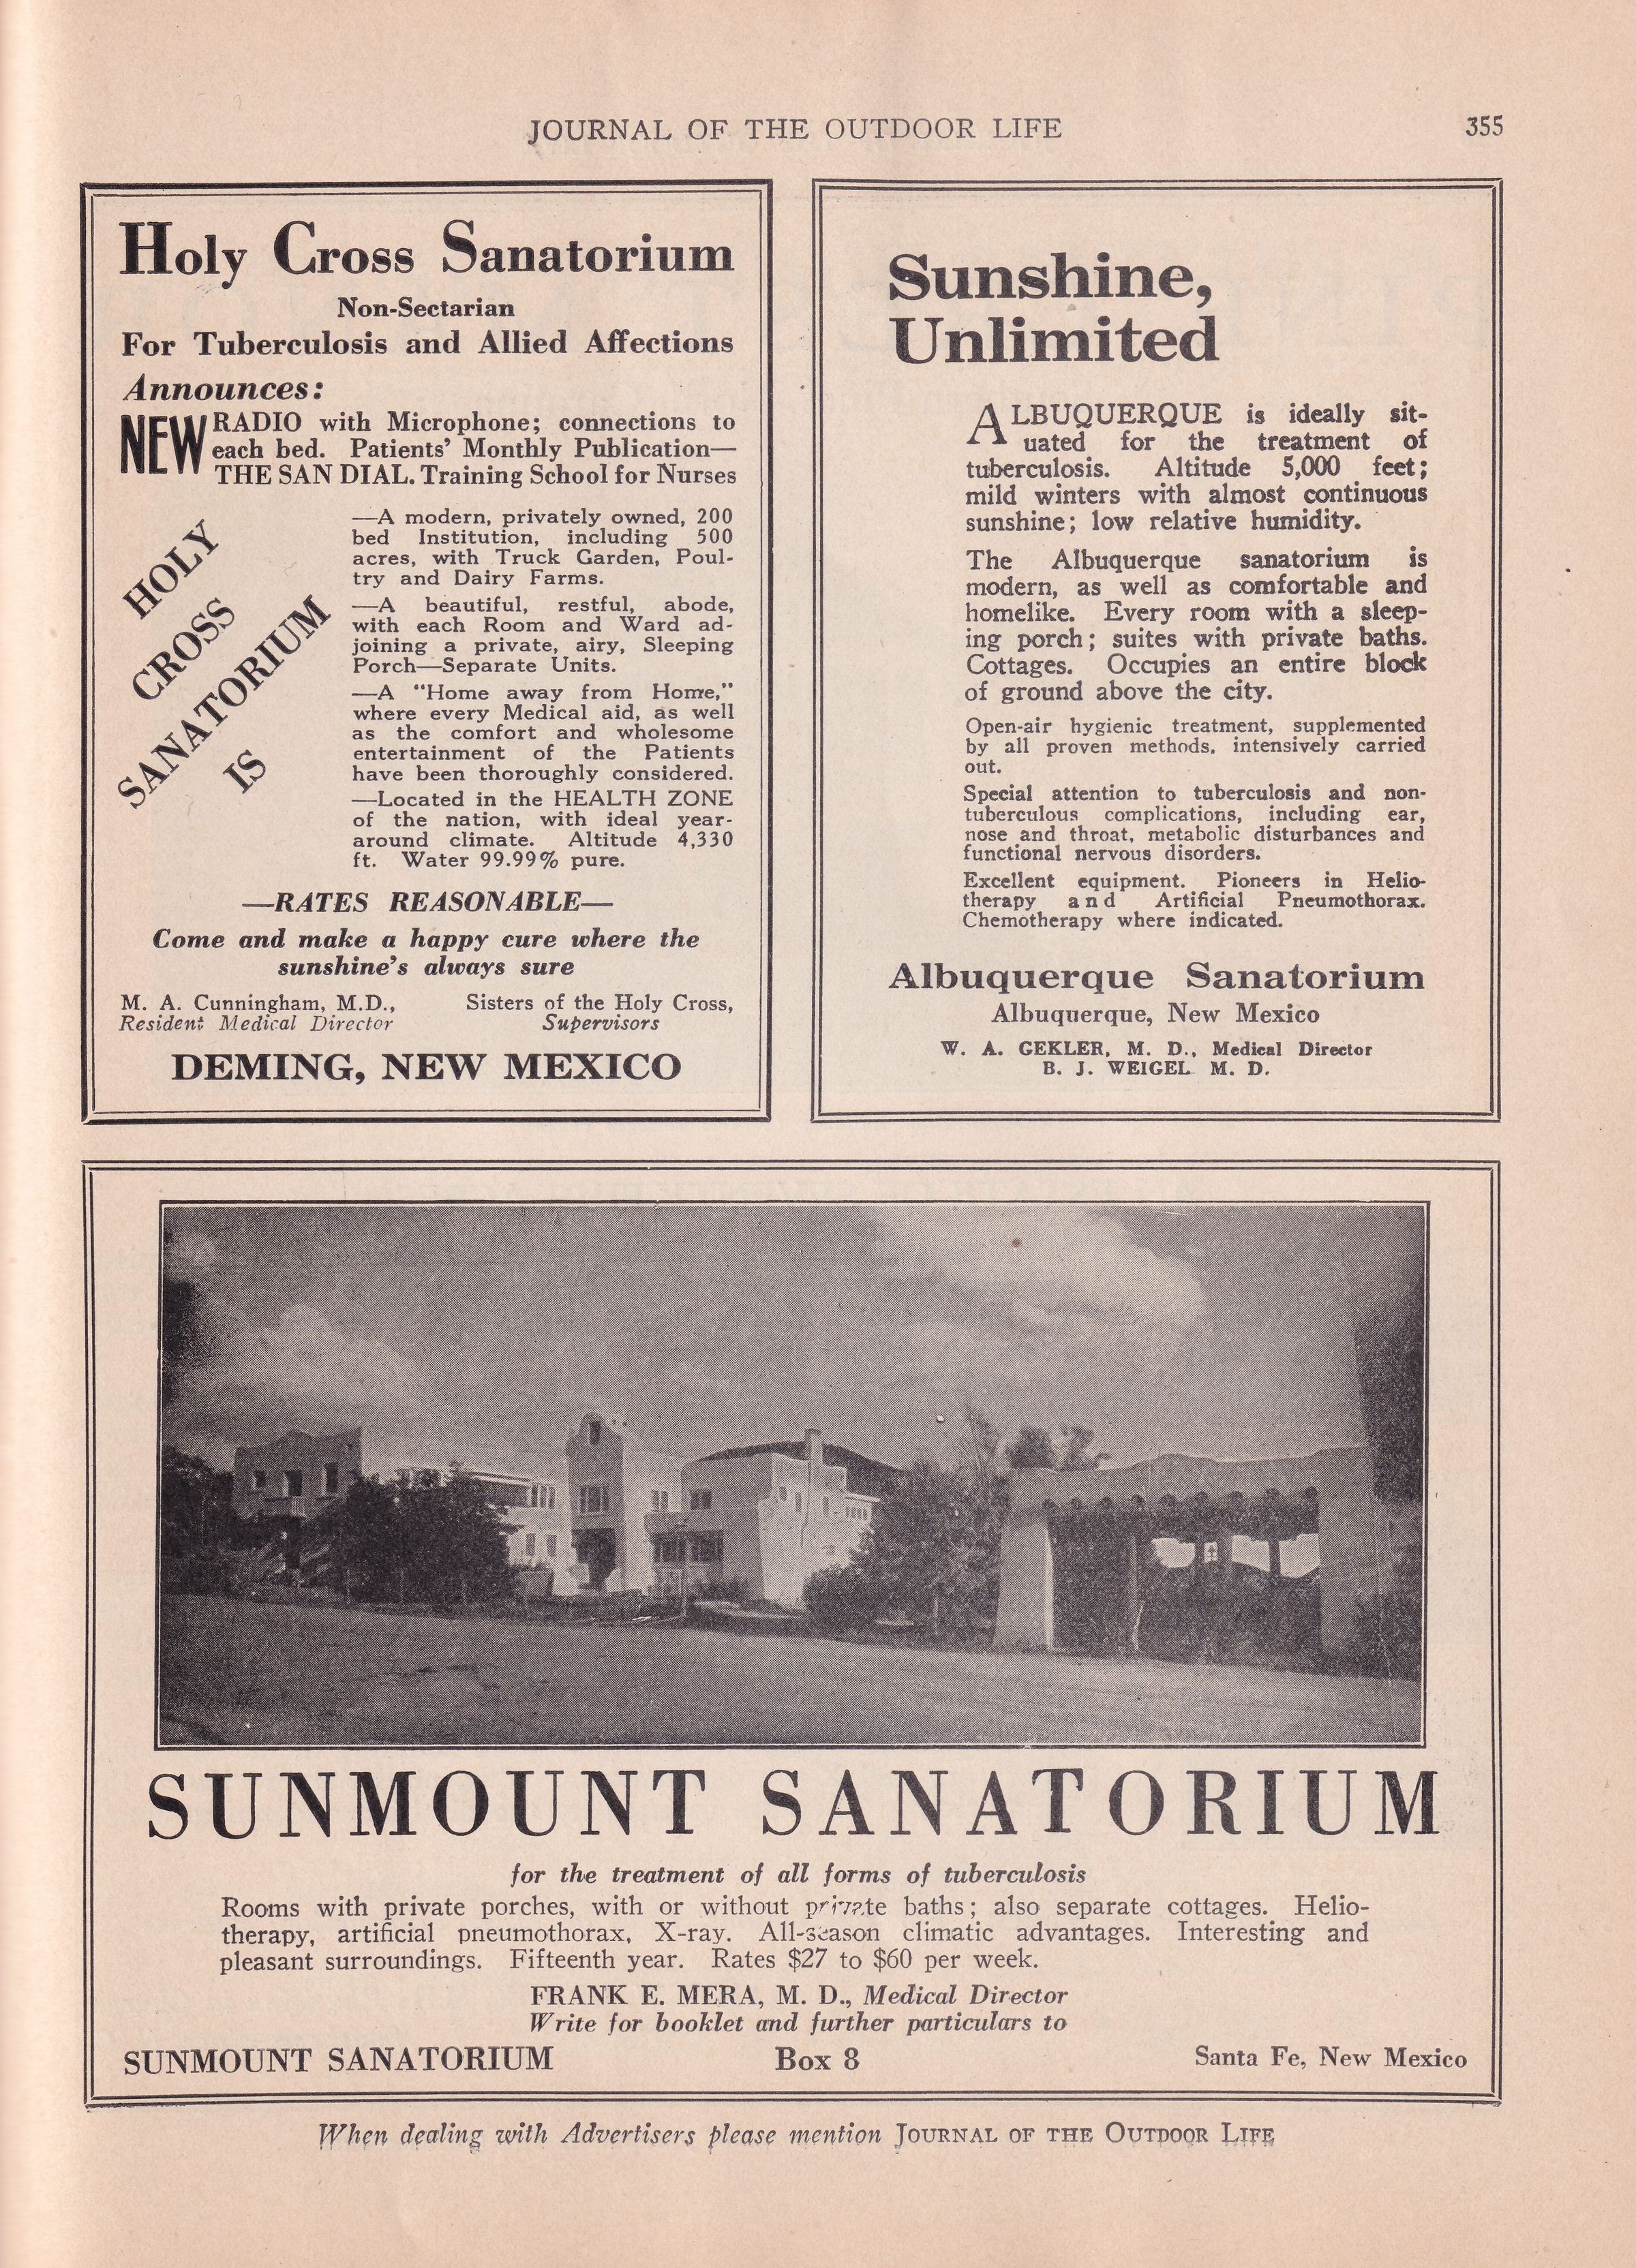 JOURNAL OF THE OUTDOOR LIFE
355
Holy Cross Sanatorium
Non-Sectarian
For Tuberculosis and Allied Affections
Announces:
NEW RADIO with Microphone; connections to
each bed. Patients' Monthly Publication—
THE SAN DIAL. Training School for Nurses
HOLY
CROSS
SANATORIUM
IS
—A modern, privately owned, 200
bed Institution, including 500
acres, with Truck Garden, Poul-
try and Dairy Farms.
—A beautiful, restful, abode,
with each Room and Ward ad-
joining a private, airy, Sleeping
Porch—Separate Units.
—A "Home away from Home,"
where every Medical aid, as well
as the comfort and wholesome
entertainment of the Patients
have been thoroughly considered.
—Located in the HEALTH ZONE
of the nation, with ideal year-
around climate. Altitude 4,330
ft. Water 99.99% pure.
—RATES REASONABLE—
Come and make a happy cure where the
sunshine's always sure
M. A. Cunningham, M.D.,
Resident Medical Director
Sisters of the Holy Cross,
Supervisors
DEMING, NEW MEXICO
Sunshine,
Unlimited
ALBUQUERQUE is ideally sit-
uated for the treatment of
tuberculosis. Altitude 5,000 feet;
mild winters with almost continuous
sunshine; low relative humidity.
The Albuquerque sanatorium is
modern, as well as comfortable and
homelike. Every room with a sleep-
ing porch; suites with private baths.
Cottages. Occupies an entire block
of ground above the city.
Open-air hygienic treatment, supplemented
by all proven methods, intensively carried
out.
Special attention to tuberculosis and non-
tuberculous complications, including ear,
nose and throat, metabolic disturbances and
functional nervous disorders.
Excellent equipment. Pioneers in Helio-
therapy and Artificial Pneumothorax.
Chemotherapy where indicated.
Albuquerque Sanatorium
Albuquerque, New Mexico
W. A. GEKLER, M. D., Medical Director
B. J. WEIGEL M. D.
SUNMOUNT SANATORIUM
for the treatment of all forms of tuberculosis
Rooms with private porches, with or without private baths; also separate cottages. Helio-
therapy, artificial pneumothorax, X-ray. All-season climatic advantages. Interesting and
pleasant surroundings. Fifteenth year. Rates $27 to $60 per week.
FRANK E. MERA, M. D., Medical Director
Write for booklet and further particulars to
SUNMOUNT SANATORIUM Box 8 Santa Fe, New Mexico
When dealing with Advertisers please mention JOURNAL OF THE OUTDOOR LIFE